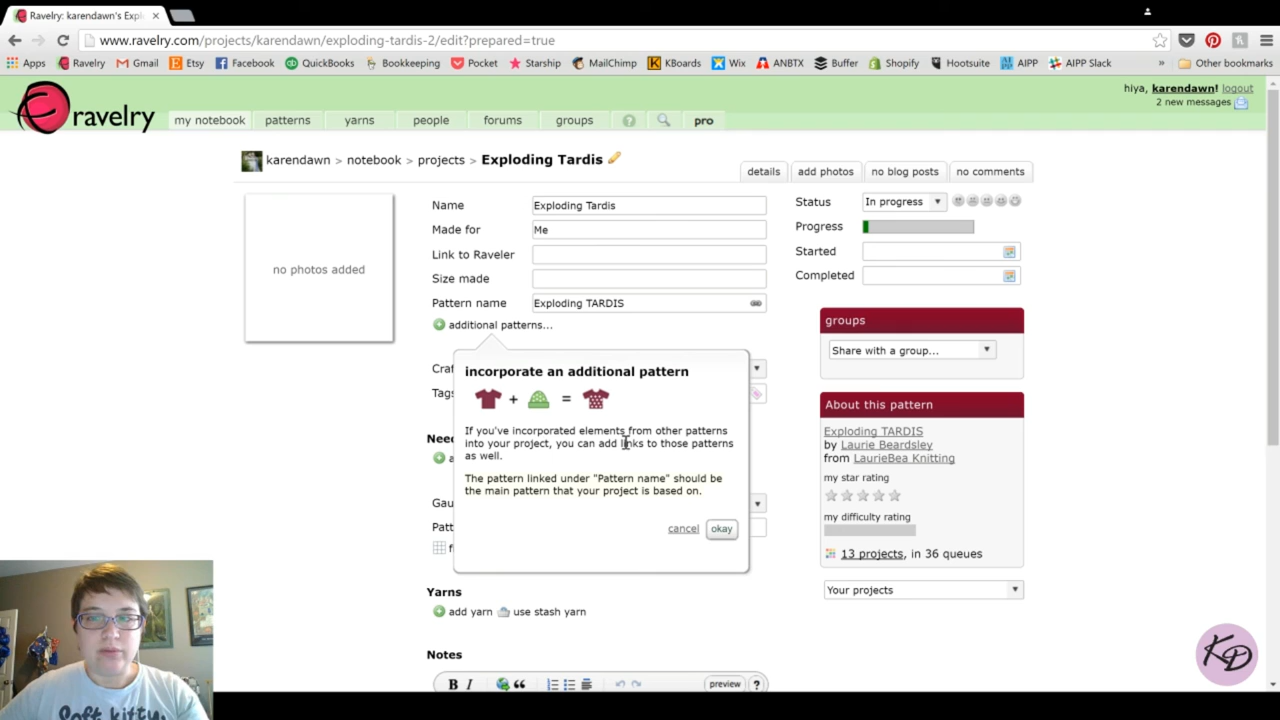 Ravelry: karendawn's Expl
www.ravelry.com/projects/karendawn/exploding-tardis-2/edit?prepared=true
Apps Ravelry Gmail Etsy Facebook QuickBooks Bookkeeping Pocket Starship MailChimp KBoards Wix ANBTX Buffer Shopify Hootsuite AIPP AIPP Slack » Other bookmarks
hiya, karendawn! logout
2 new messages
ravelry
my notebook patterns yarns people forums groups ? pro
karendawn > notebook > projects > Exploding Tardis
details add photos no blog posts no comments
no photos added
Name Exploding Tardis
Made for Me
Link to Raveler
Size made
Pattern name Exploding TARDIS
additional patterns...
incorporate an additional pattern
+ =
If you've incorporated elements from other patterns
into your project, you can add links to those patterns
as well.
The pattern linked under "Pattern name" should be
the main pattern that your project is based on.
cancel okay
Craf
Tags
Need
a
Gau
Patt
f
Yarns
add yarn use stash yarn
Notes
B I preview ?
Status In progress
Progress
Started
Completed
groups
Share with a group...
About this pattern
Exploding TARDIS
by Laurie Beardsley
from LaurieBea Knitting
my star rating
my difficulty rating
13 projects, in 36 queues
Your projects
Soft kitty,
KD